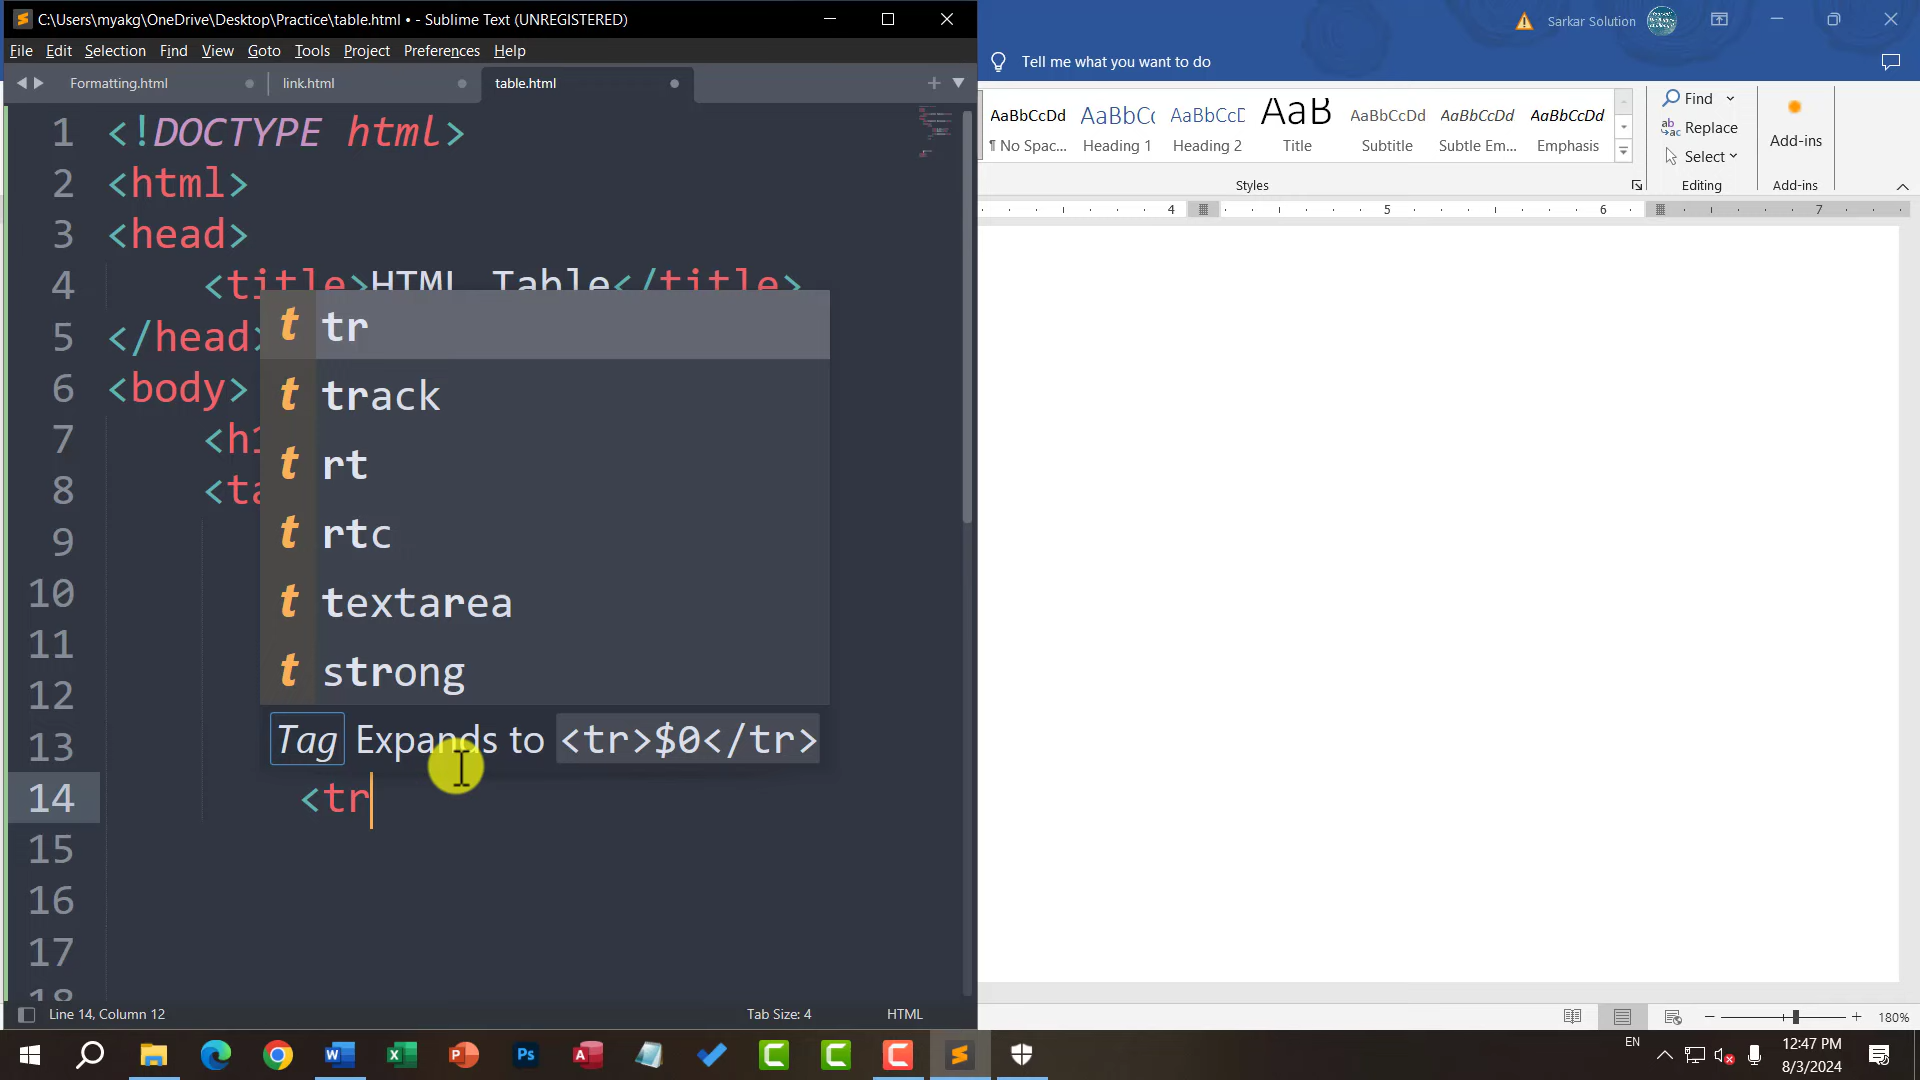 C:\Users\myakg\OneDrive\Desktop\Practice\table.html • - Sublime Text (UNREGISTERED)
File Edit Selection Find View Goto Tools Project Preferences Help
Formatting.html link.html table.html
1 <!DOCTYPE html>
2 <html>
3 <head>
4 <title>HTML Table</title>
5 </head>
6 <body>
7 <h1
8 <ta
9
10
11
12
13
14 <tr
15
16
17
18
t tr
t track
t rt
t rtc
t textarea
t strong
Tag Expands to <tr>$0</tr>
Line 14, Column 12 Tab Size: 4 HTML
Sarkar Solution
Tell me what you want to do
AaBbCcDd AaBbCc AaBbCcD AaB AaBbCcDd AaBbCcDd AaBbCcDd
¶ No Spac... Heading 1 Heading 2 Title Subtitle Subtle Em... Emphasis
Styles
Find
Replace
Select
Editing
Add-ins
Add-ins
4 5 6 7
180%
EN
12:47 PM
8/3/2024